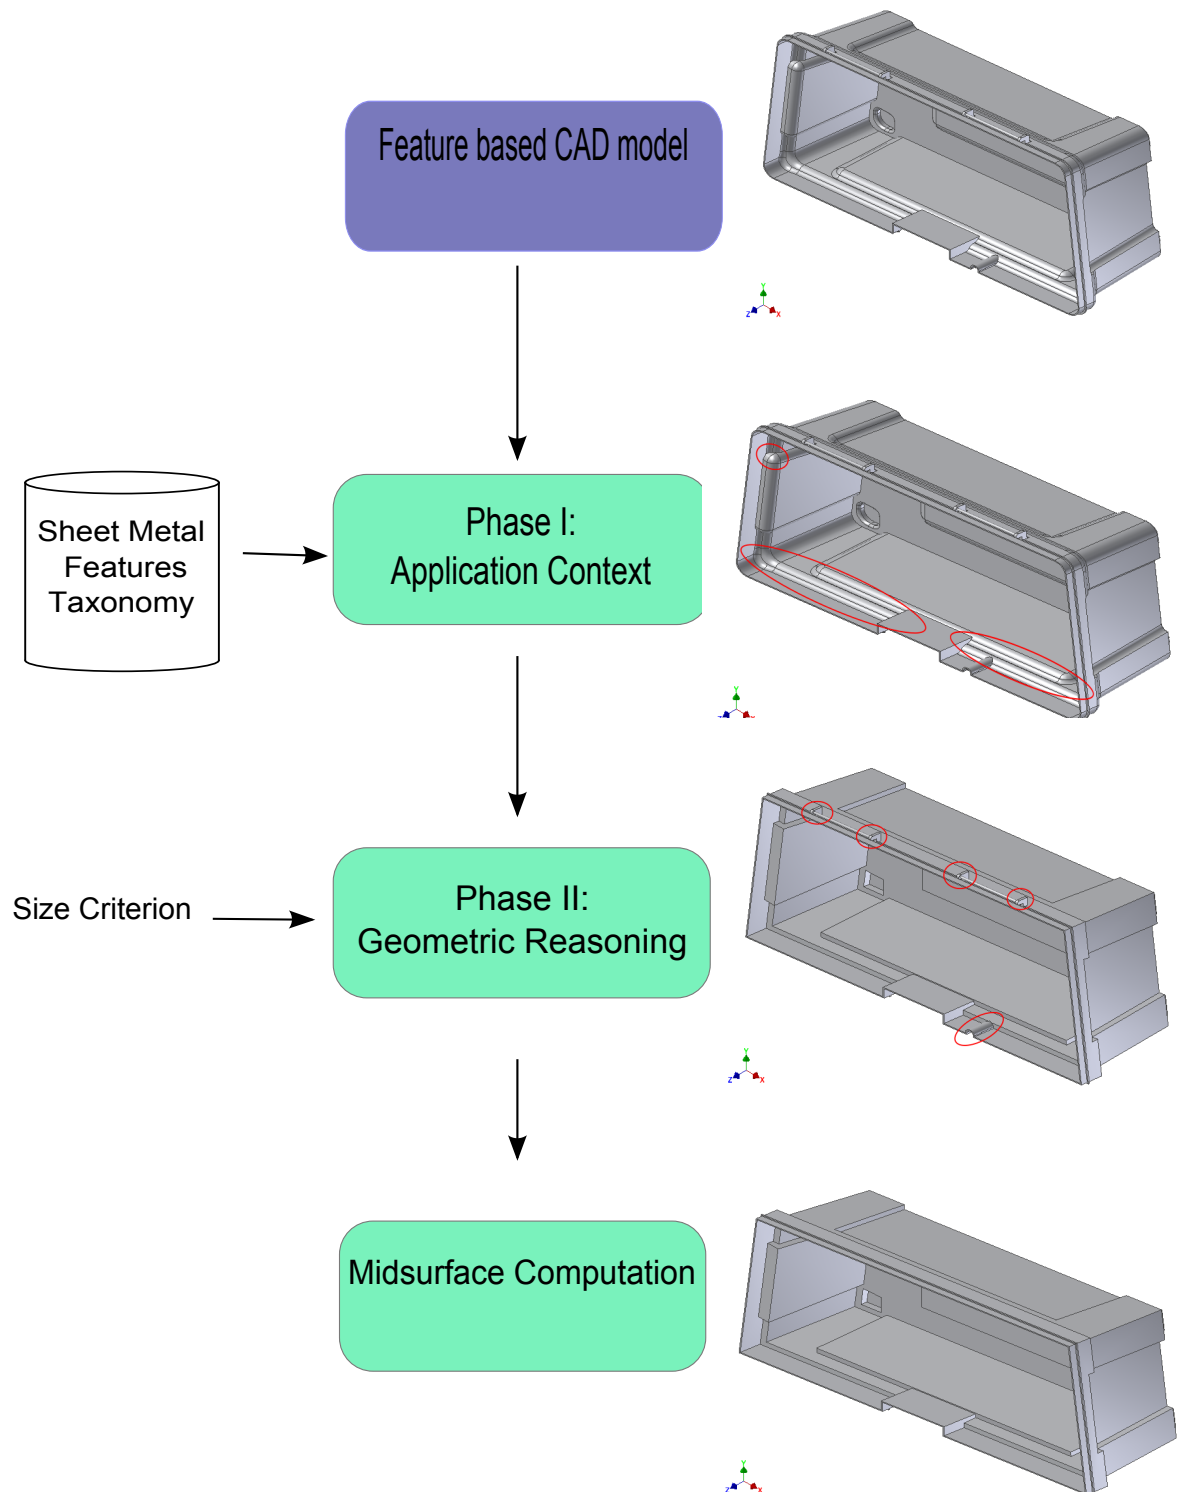 Feature based CAD model
Y
Z
X
Sheet Metal
Features
Taxonomy
Phase I:
Application Context
Y
Size Criterion
Phase II:
Geometric Reasoning
Y
Z
X
Midsurface Computation
Y
Z
X